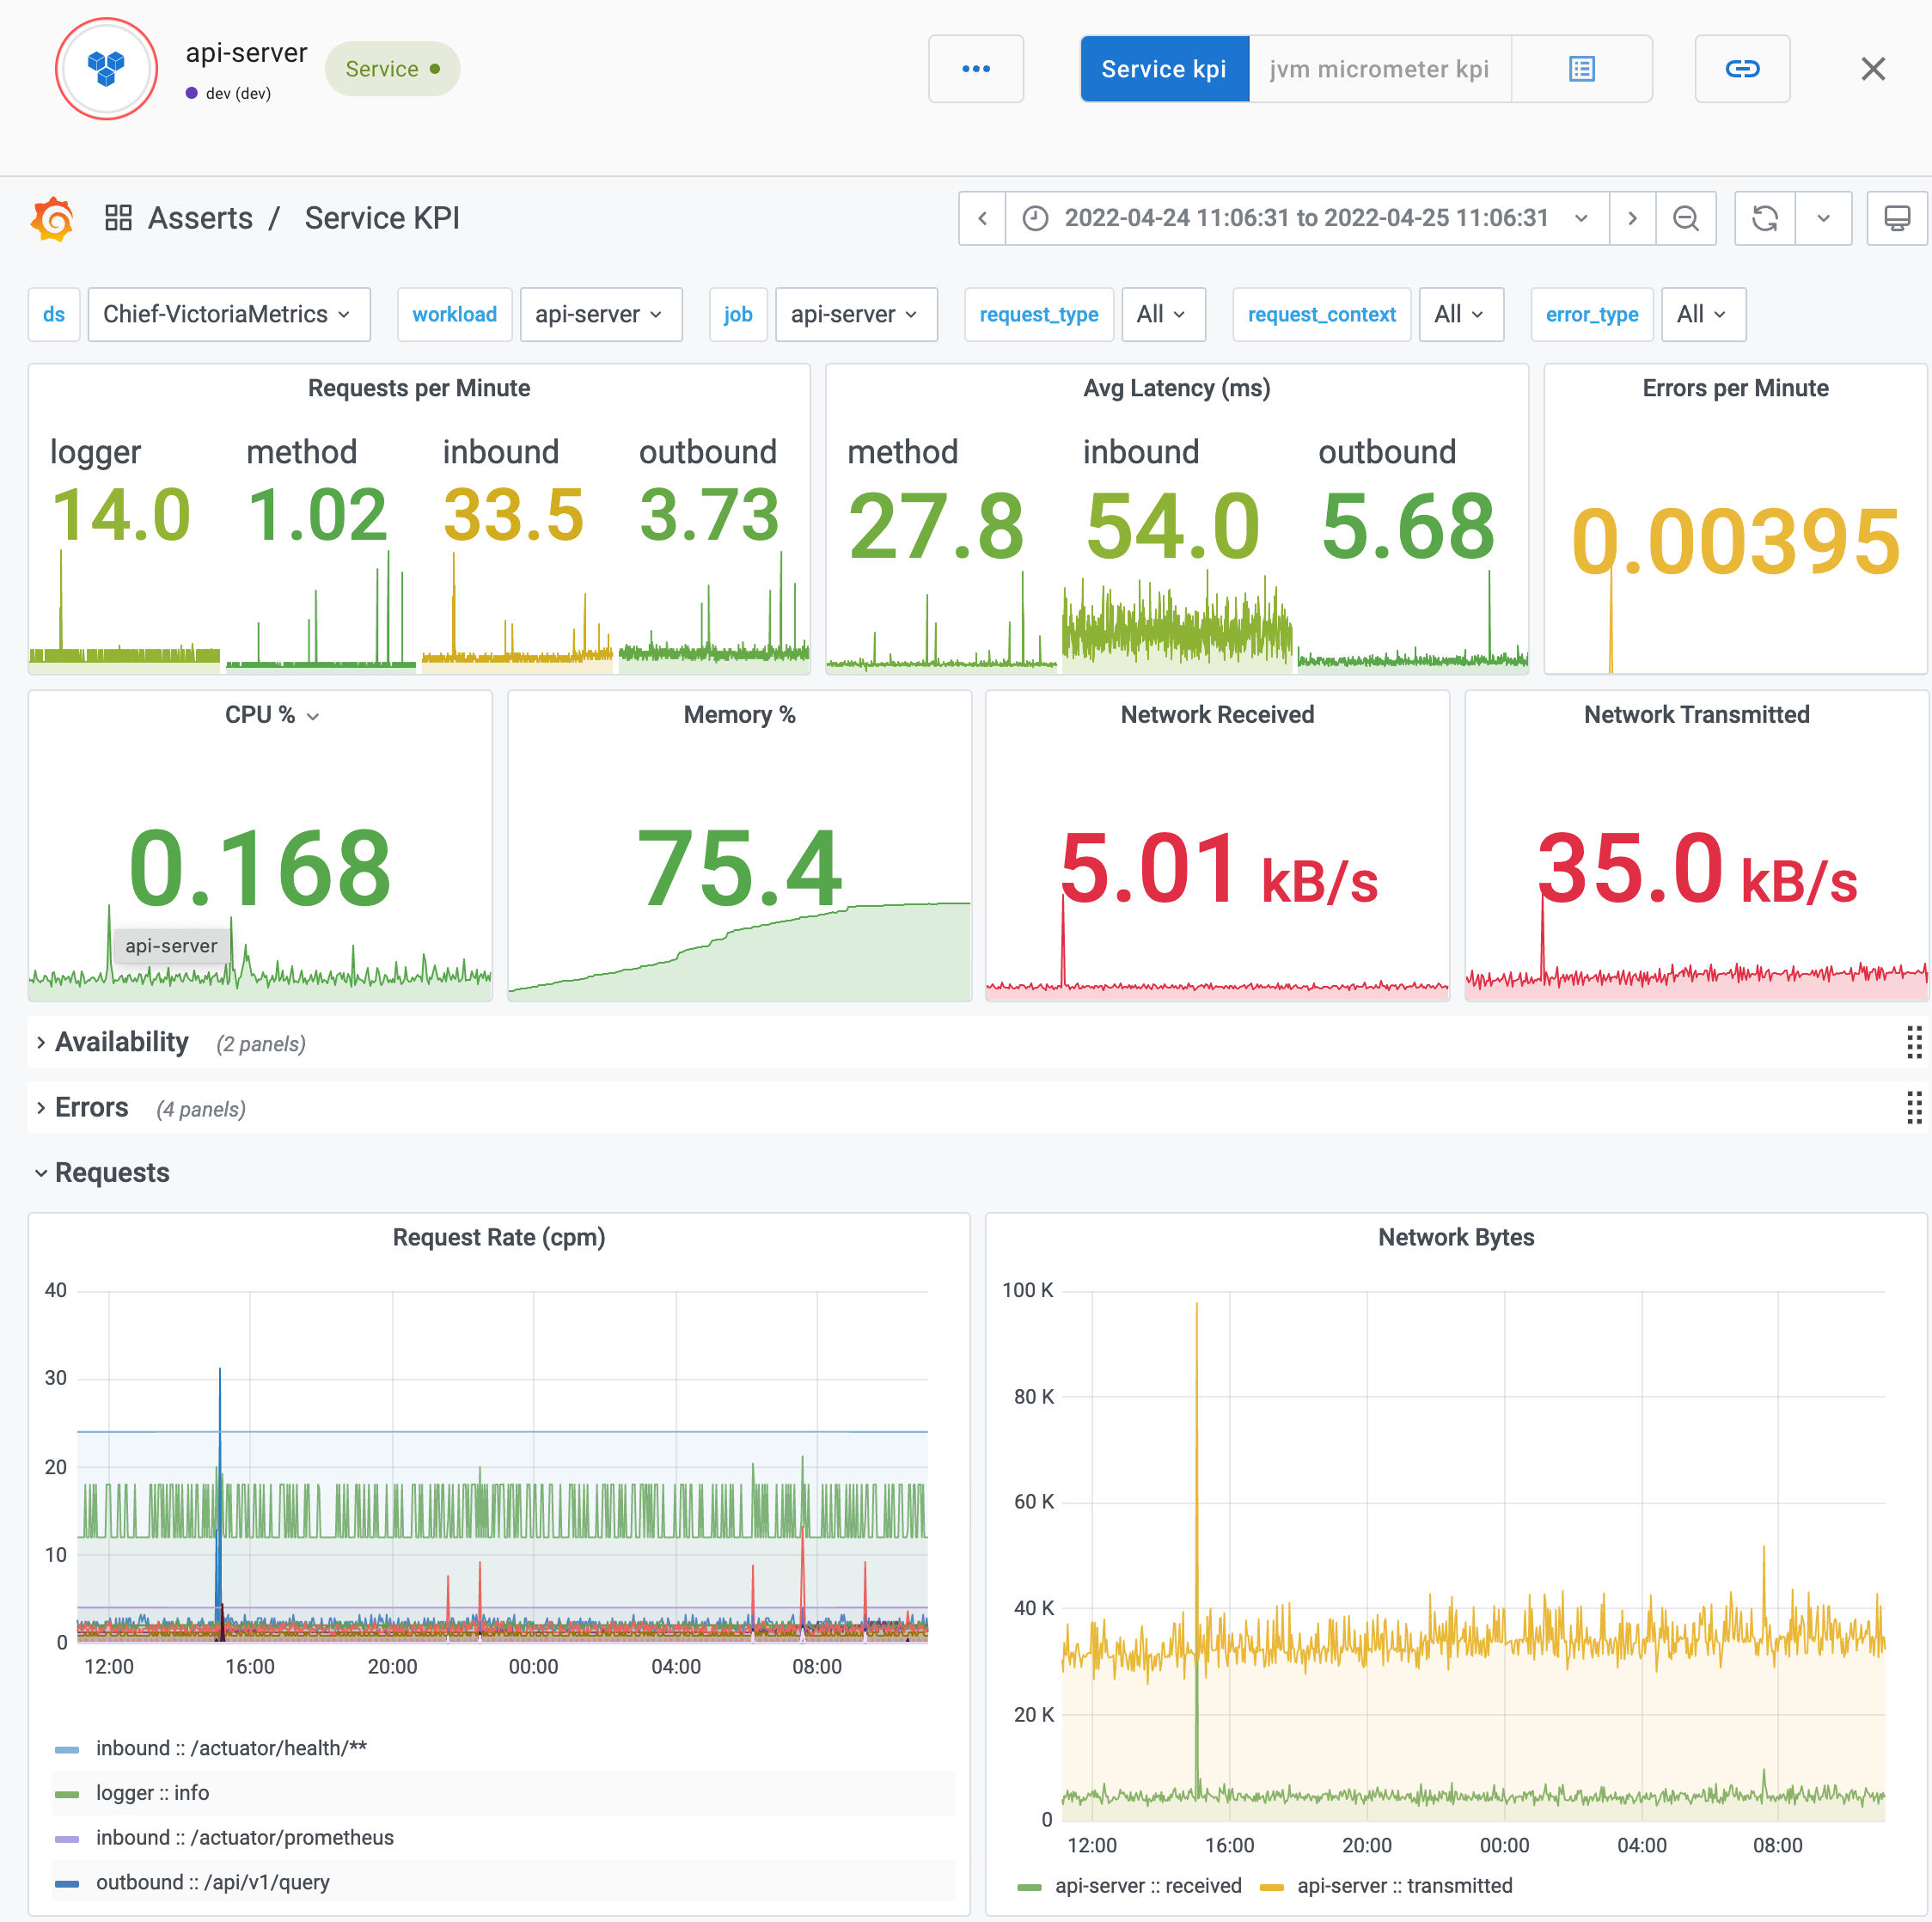 api-server
Service
dev (dev)
Service kpi
jvm micrometer kpi
Asserts / Service KPI
2022-04-24 11:06:31 to 2022-04-25 11:06:31
ds Chief-VictoriaMetrics workload api-server job api-server request_type All request_context All error_type All
Requests per Minute
logger method inbound outbound
14.0 1.02 33.5 3.73
Avg Latency (ms)
method inbound outbound
27.8 54.0 5.68
Errors per Minute
0.00395
CPU %
0.168
api-server
Memory %
75.4
Network Received
5.01 kB/s
Network Transmitted
35.0 kB/s
Availability (2 panels)
Errors (4 panels)
Requests
Request Rate (cpm)
40
30
20
10
0
12:00 16:00 20:00 00:00 04:00 08:00
inbound :: /actuator/health/**
logger :: info
inbound :: /actuator/prometheus
outbound :: /api/v1/query
Network Bytes
100 K
80 K
60 K
40 K
20 K
0
12:00 16:00 20:00 00:00 04:00 08:00
api-server :: received api-server :: transmitted